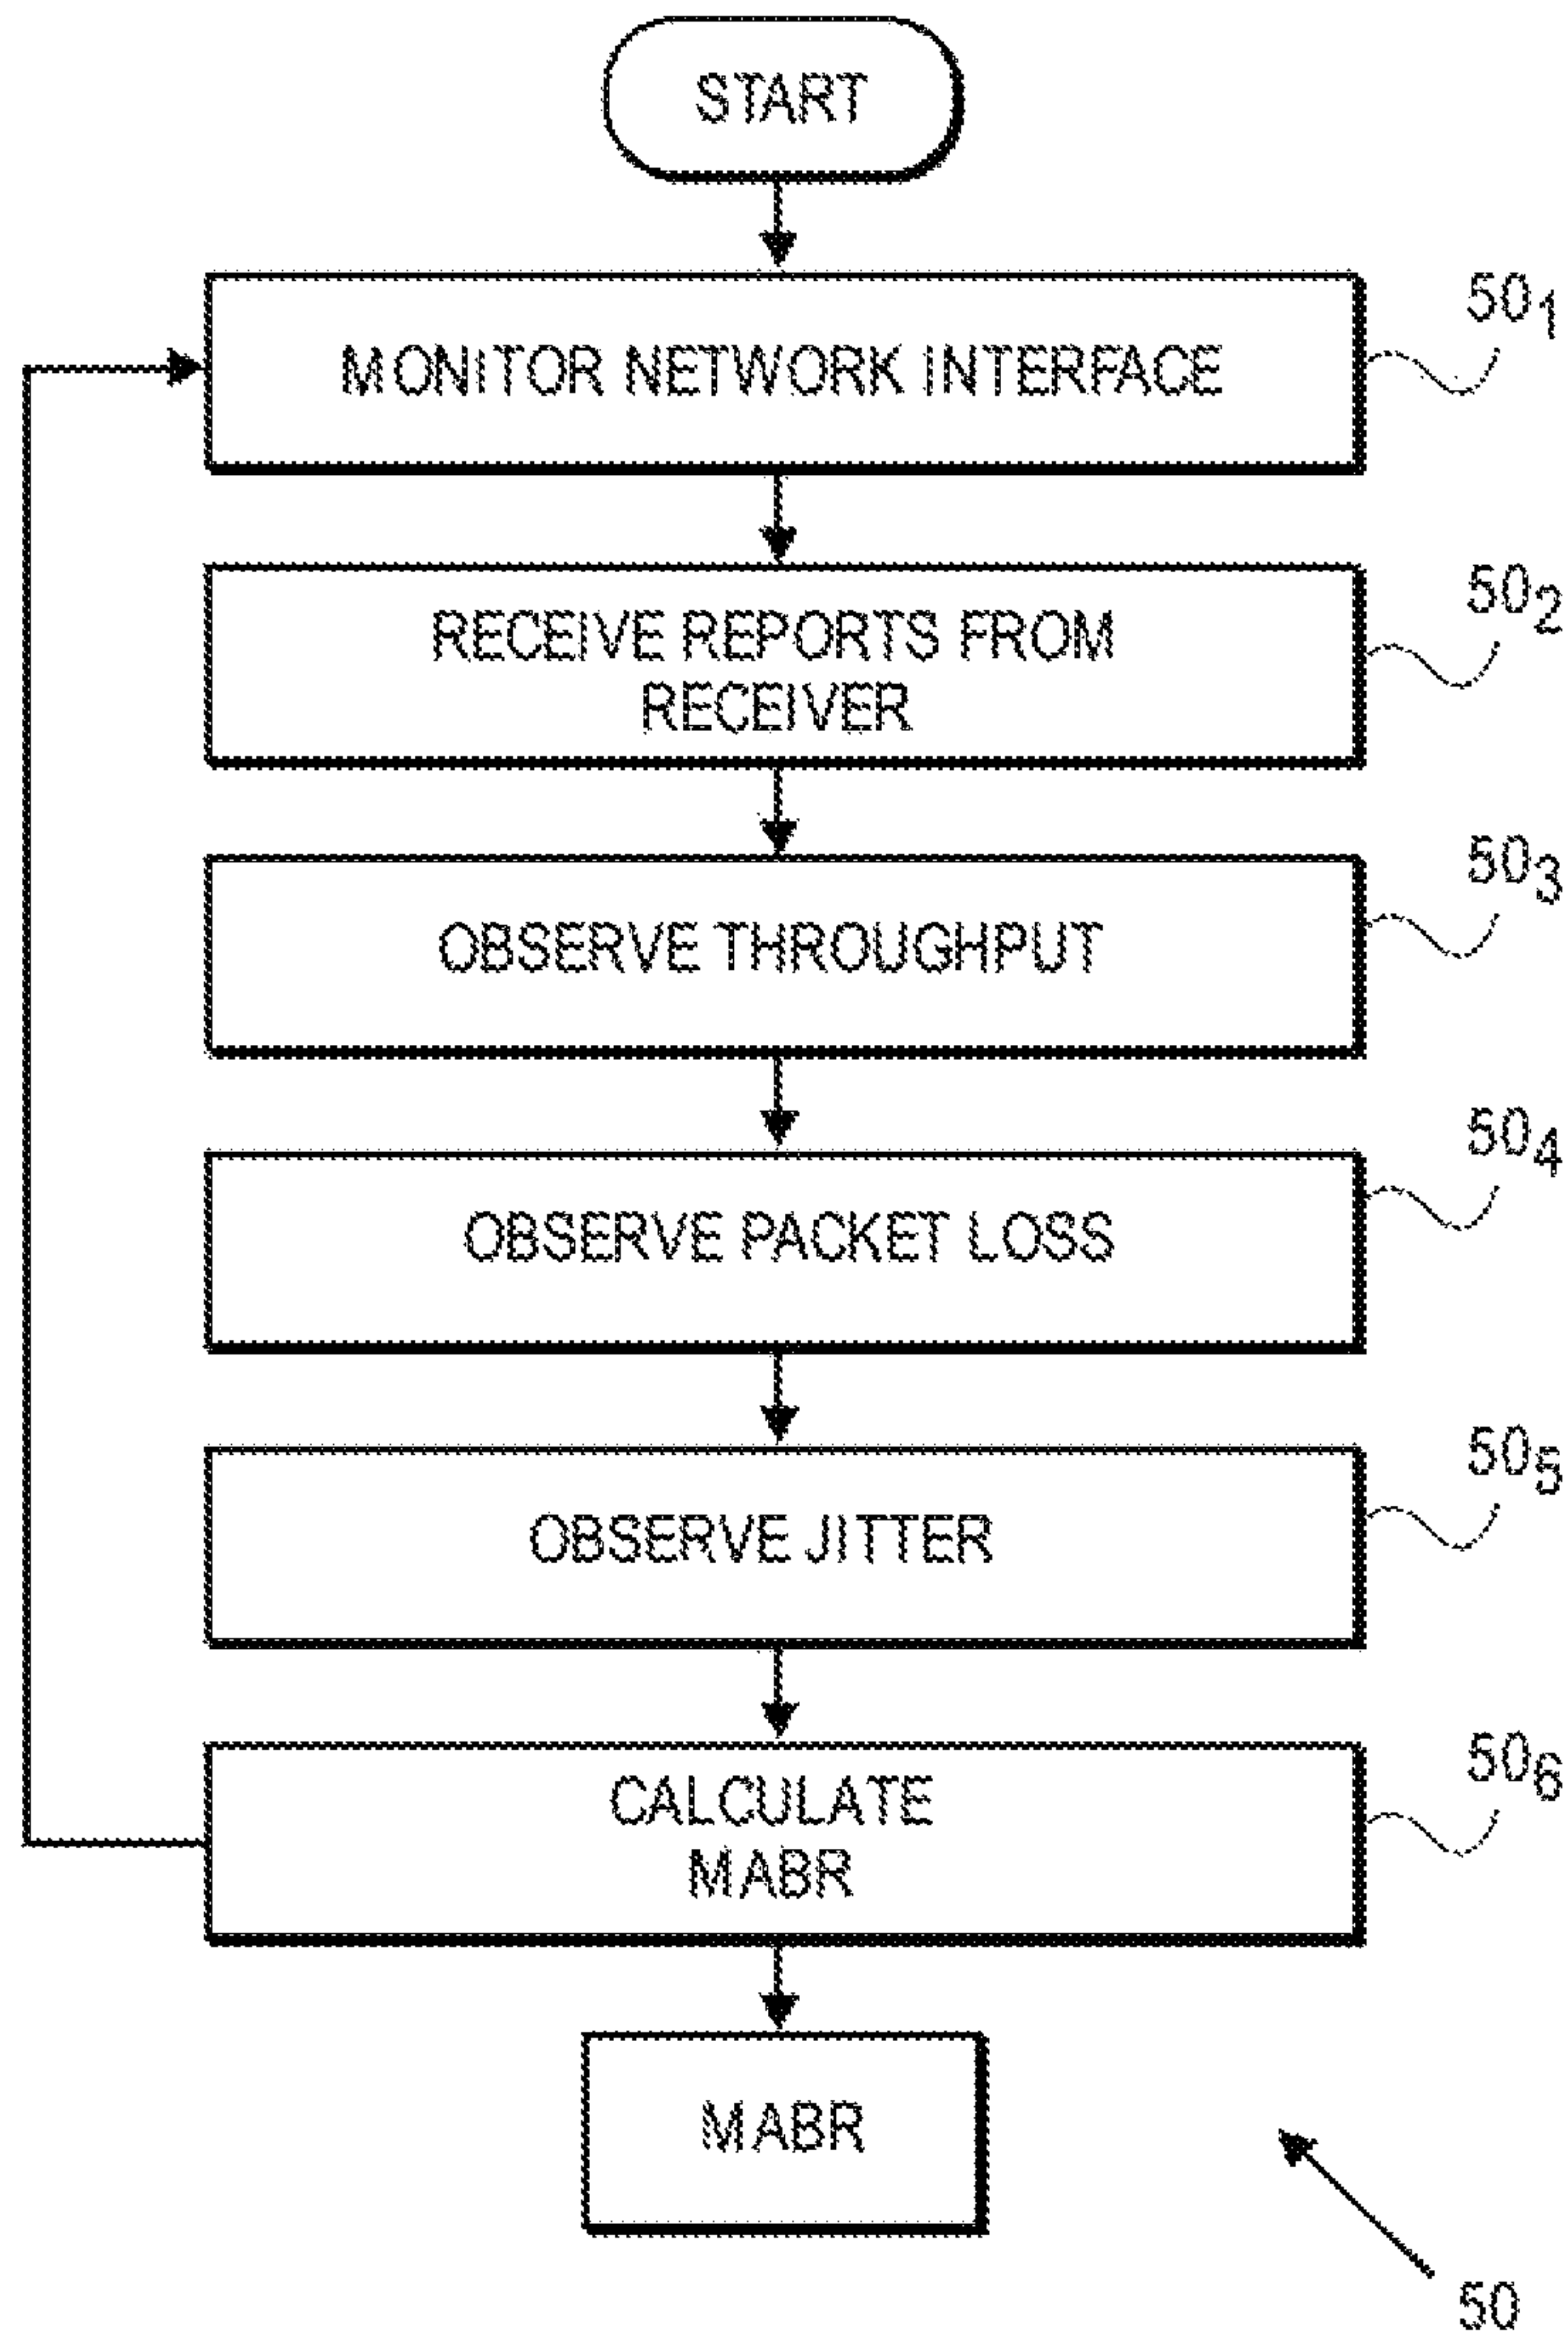 START
MONITOR NETWORK INTERFACE
50₁
RECEIVE REPORTS FROM
RECEIVER
50₂
OBSERVE THROUGHPUT
50₃
OBSERVE PACKET LOSS
50₄
OBSERVE JITTER
50₅
CALCULATE
MABR
50₆
MABR
50